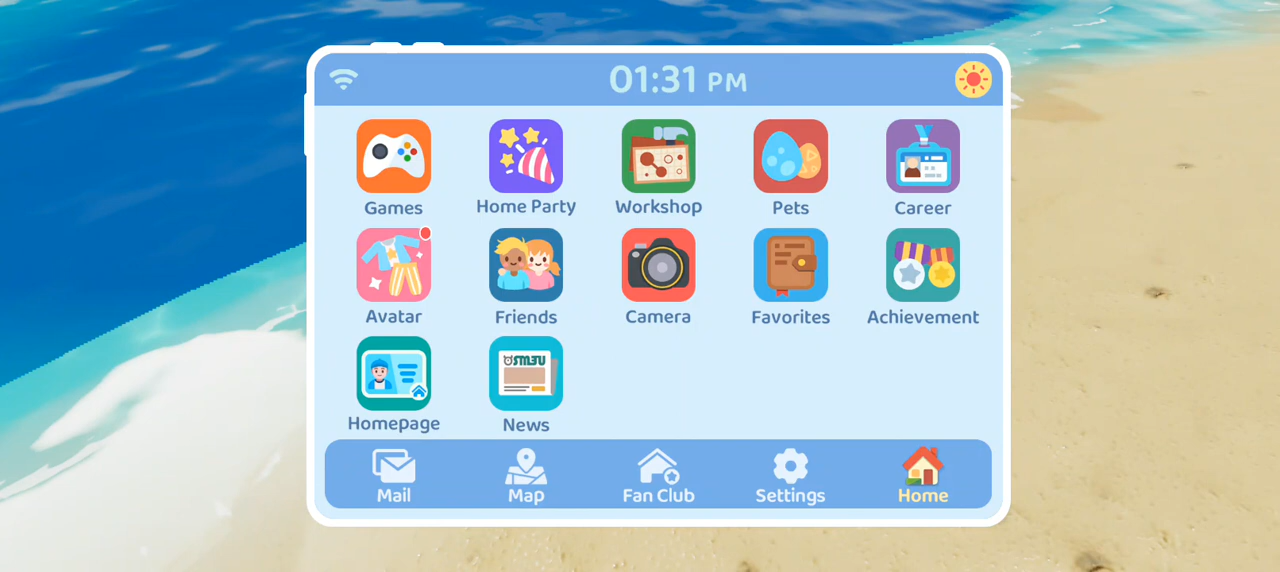 01:31 PM
Games
Home Party
Workshop
Pets
Career
Avatar
Friends
Camera
Favorites
Achievement
Homepage
News
Mail
Map
Fan Club
Settings
Home